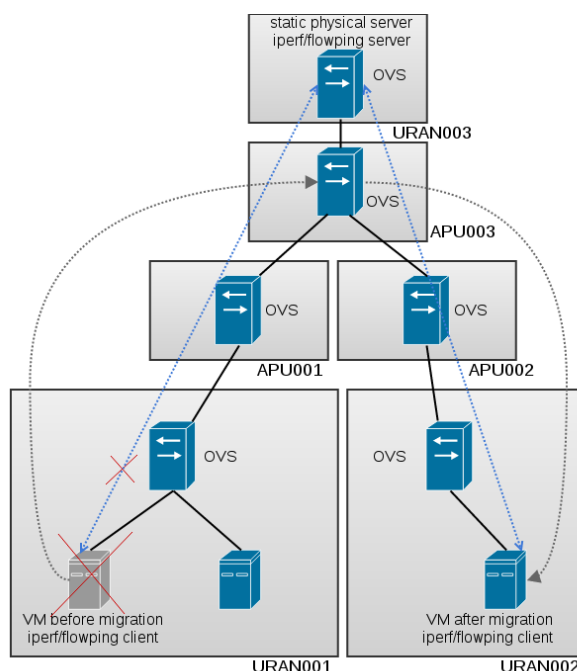 static physical server
iperf/flowping server
OVS
URAN003
OVS
APU003
OVS
APU001
OVS
APU002
OVS
OVS
VM before migration
iperf/flowping client
URAN001
VM after migration
iperf/flowping client
URAN002